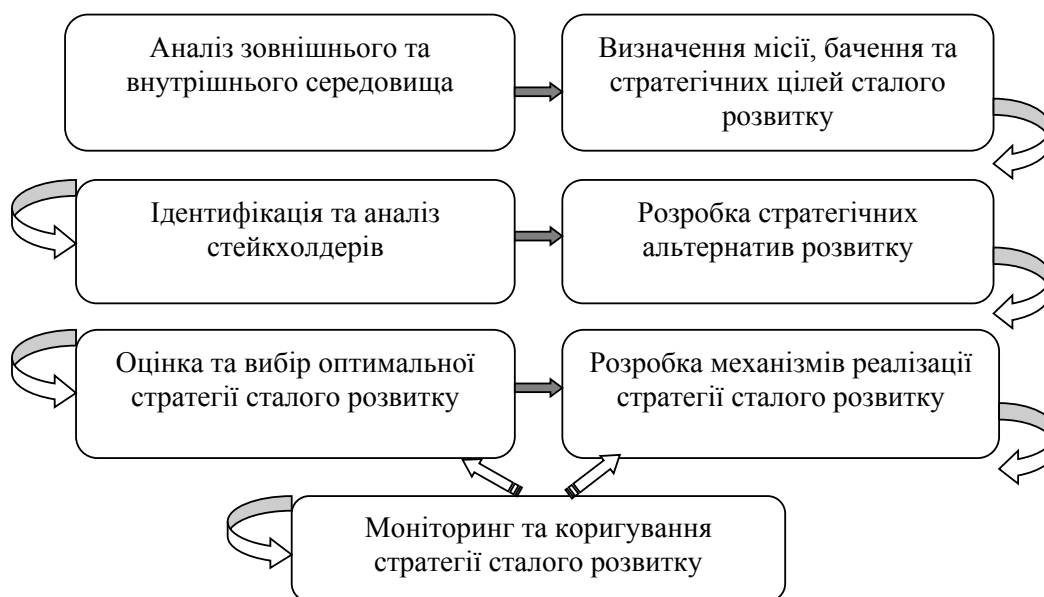 Аналіз зовнішнього та
внутрішнього середовища
Визначення місії, бачення та
стратегічних цілей сталого
розвитку
Ідентифікація та аналіз
стейкхолдерів
Розробка стратегічних
альтернатив розвитку
Оцінка та вибір оптимальної
стратегії сталого розвитку
Розробка механізмів реалізації
стратегії сталого розвитку
Моніторинг та коригування
стратегії сталого розвитку